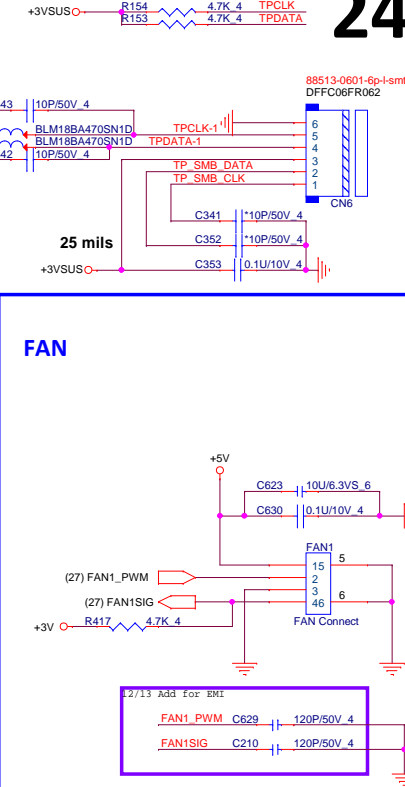 24
+3VSUS
R154 4.7K_4 TPCLK
R153 4.7K_4 TPDATA
88513-0601-6p-l-smt
DFFC06FR062
43 10P/50V_4
BLM18BA470SN1D TPCLK-1
BLM18BA470SN1D TPDATA-1
42 10P/50V_4
TP_SMB_DATA
TP_SMB_CLK
6
5
4
3
2
1
CN6
C341 *10P/50V_4
C352 *10P/50V_4
C353 0.1U/10V_4
25 mils
+3VSUS
FAN
+5V
C623 10U/6.3VS_6
C630 0.1U/10V_4
FAN1
15 5
(27) FAN1_PWM 2
3
(27) FAN1SIG 46 6
FAN Connect
+3V R417 4.7K_4
12/13 Add for EMI
FAN1_PWM C629 120P/50V_4
FAN1SIG C210 120P/50V_4